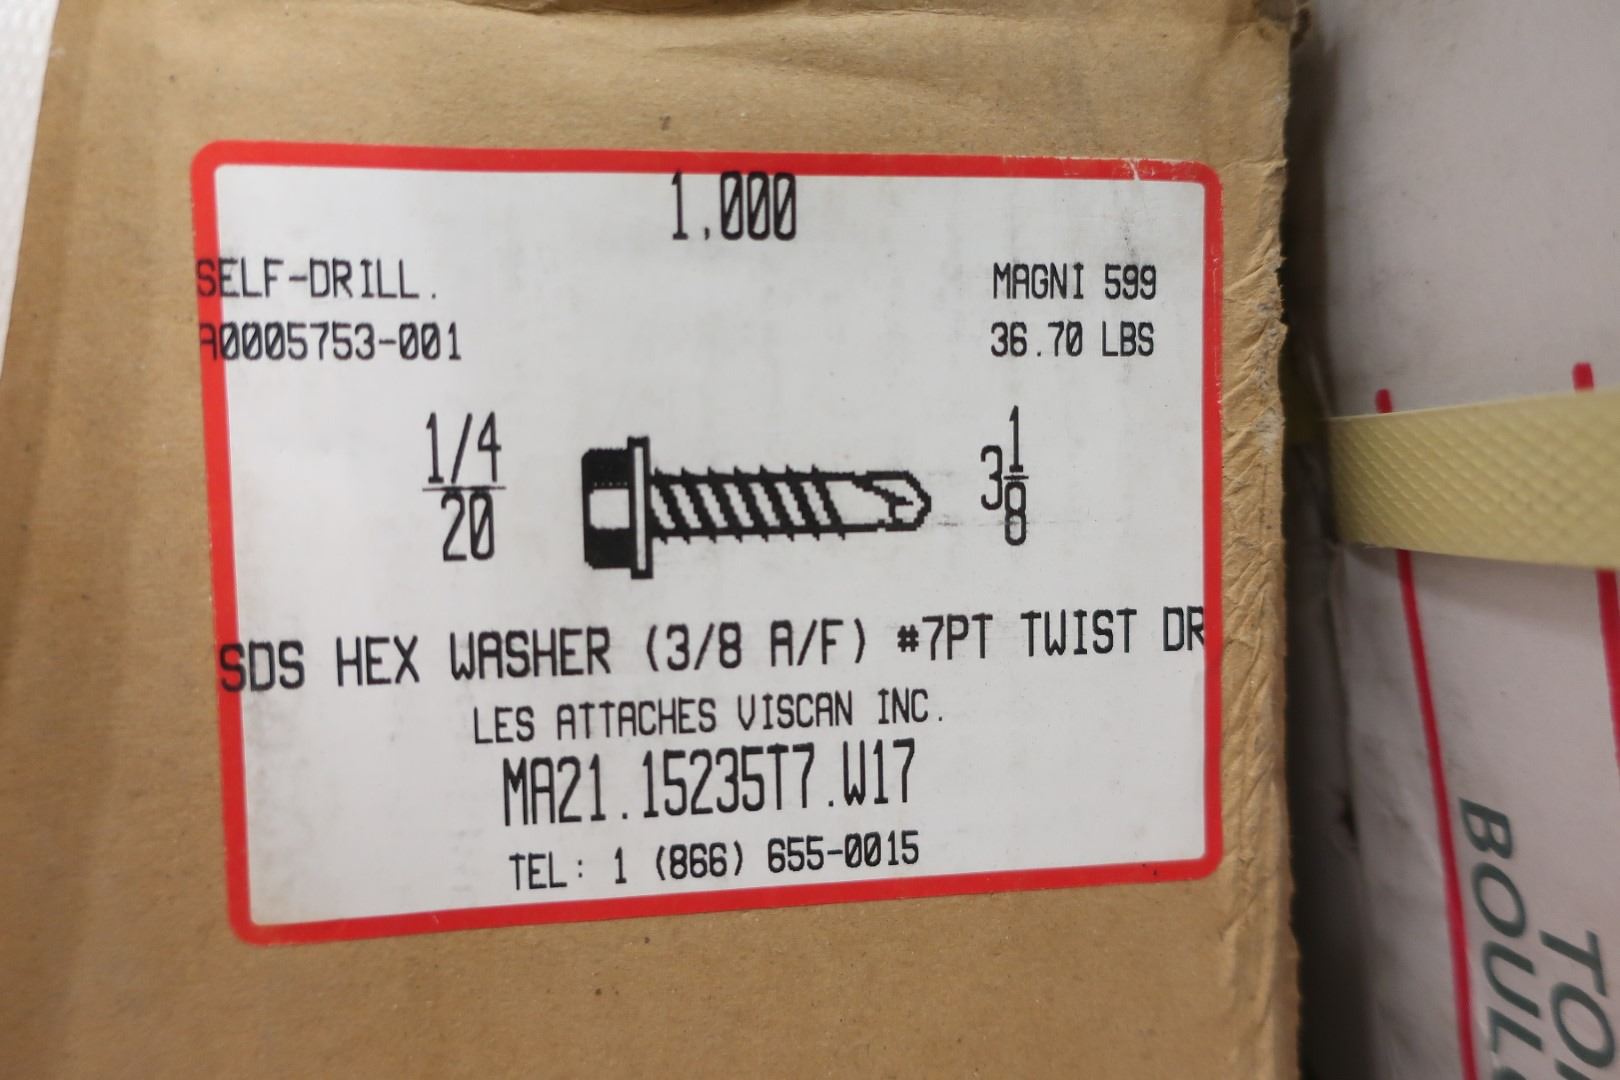 1,000
SELF-DRILL.
MAGNI 599
A0005753-001
36.70 LBS
1/4
20
3 1/8
SDS HEX WASHER (3/8 A/F) #7PT TWIST DR
LES ATTACHES VISCAN INC.
MA21.15235T7.W17
TEL: 1 (866) 655-0015